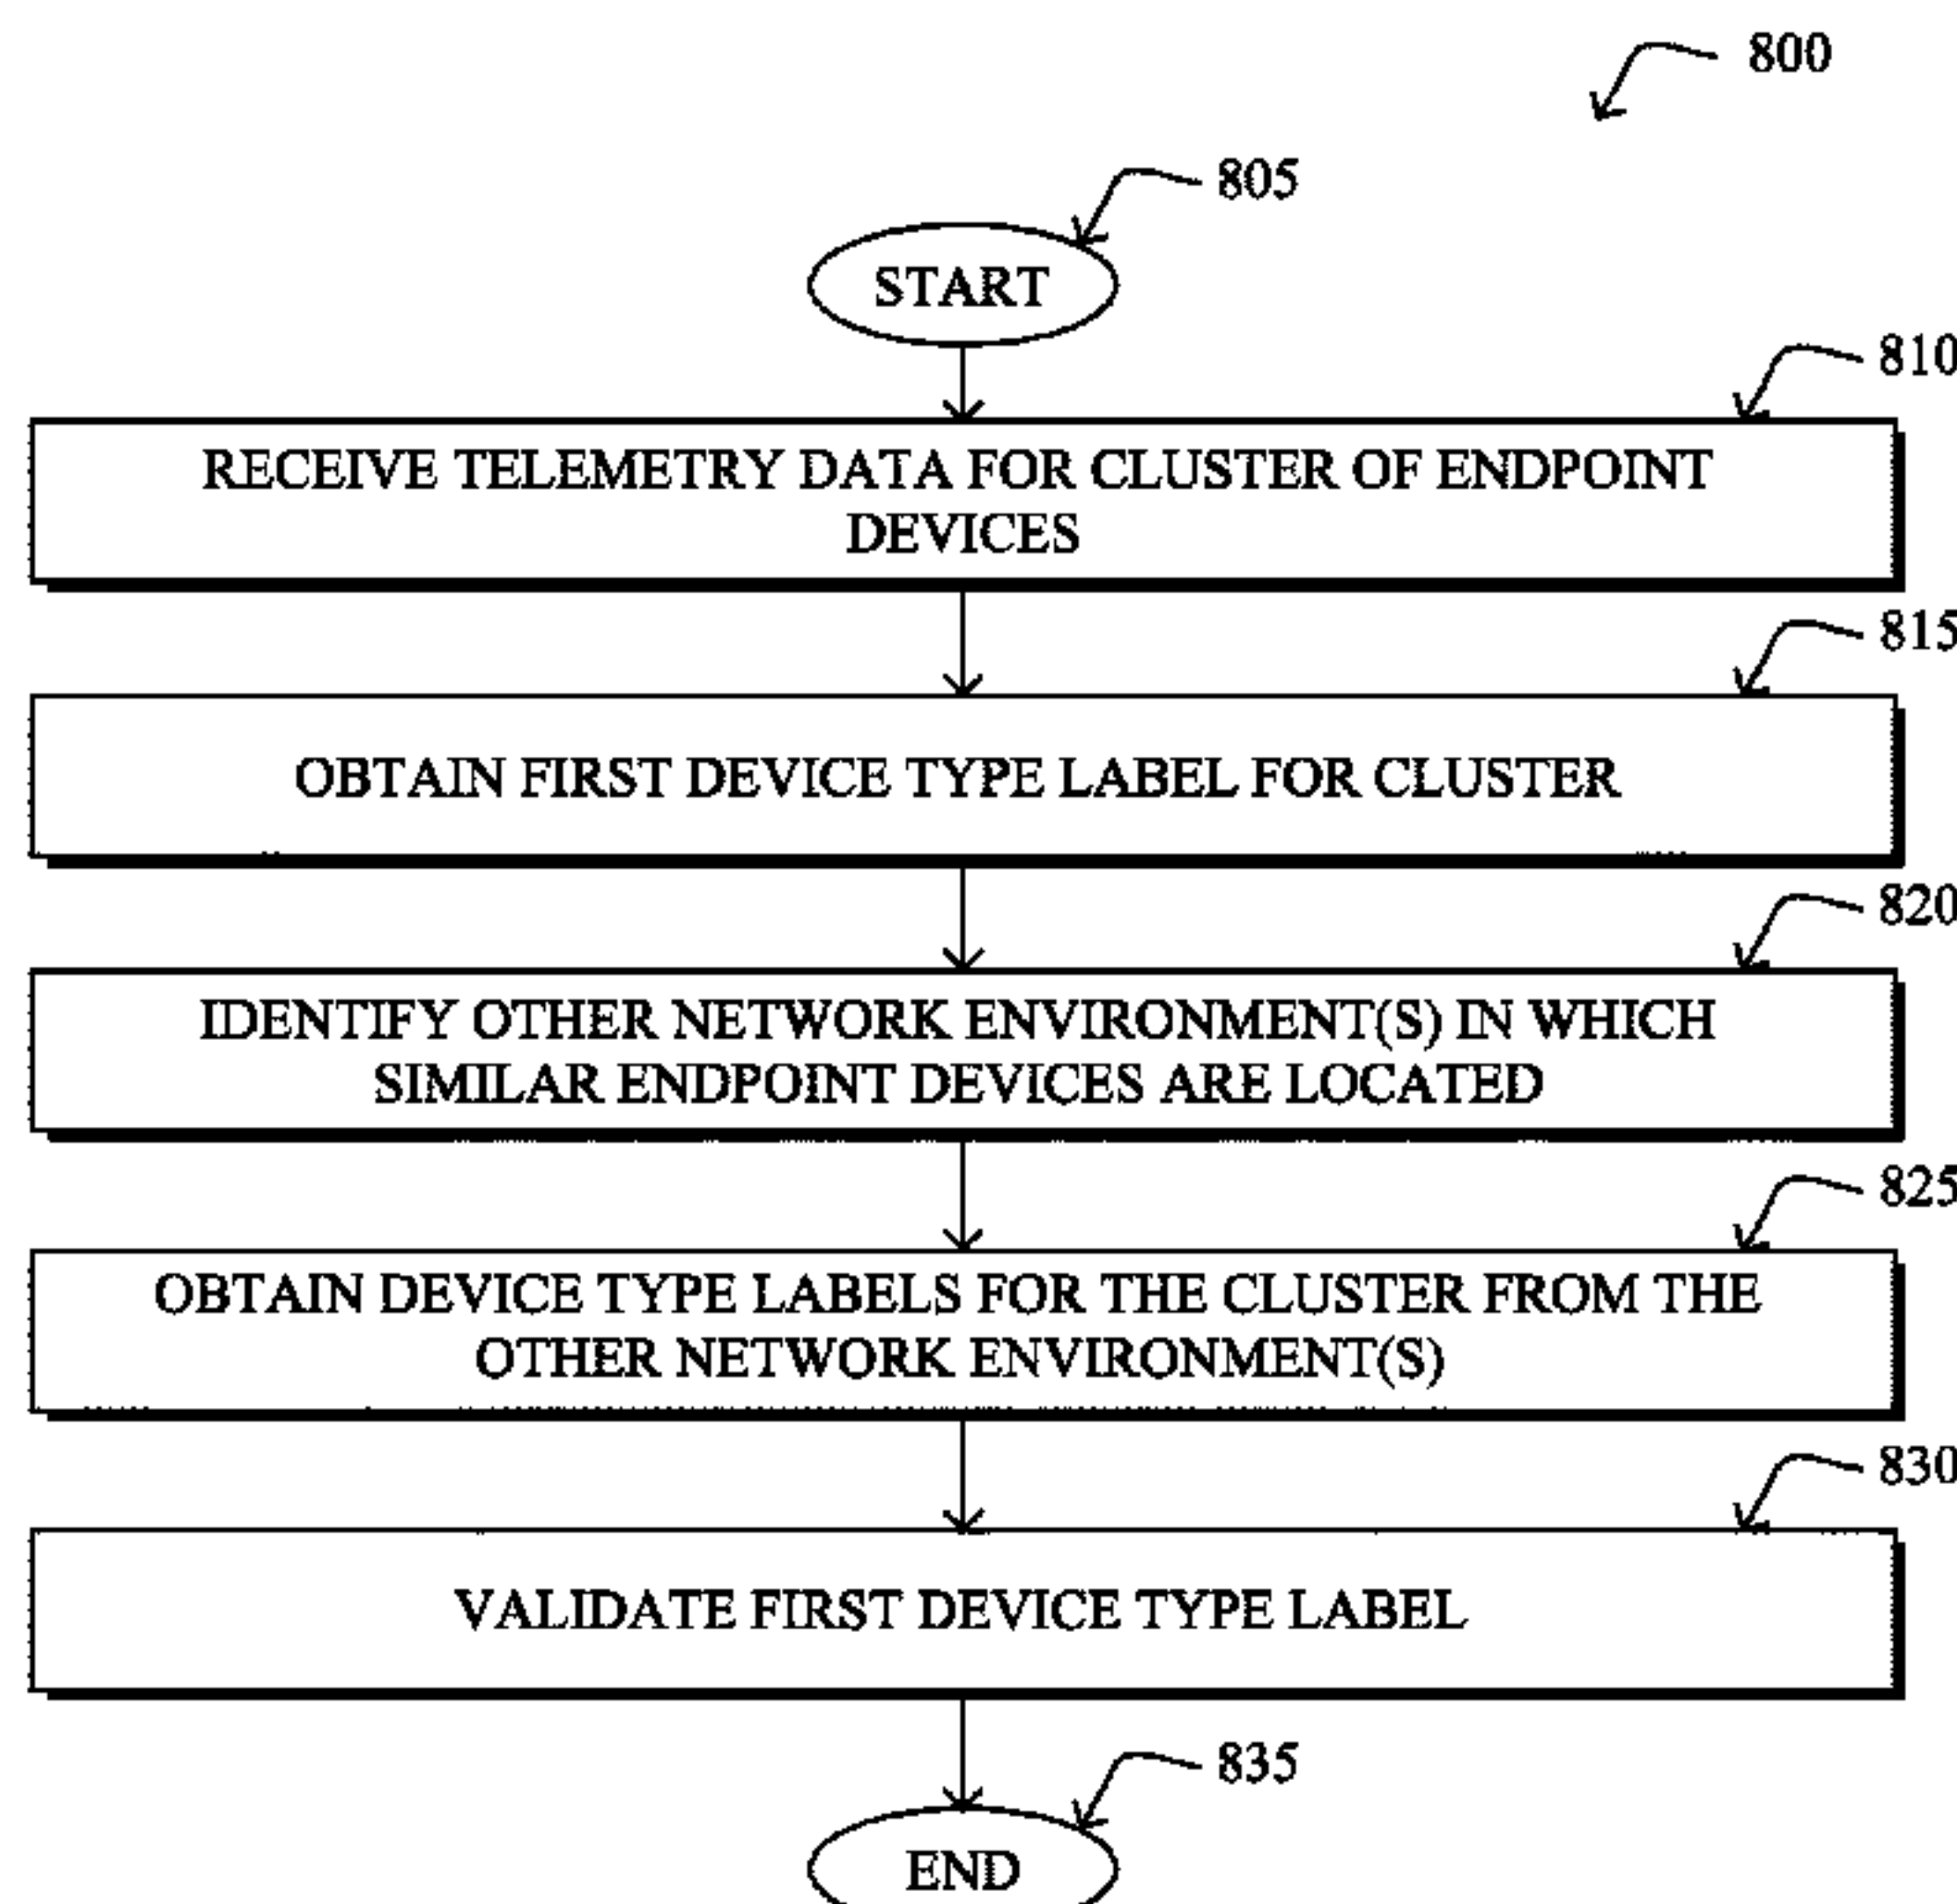 800
805
START
810
RECEIVE TELEMETRY DATA FOR CLUSTER OF ENDPOINT
DEVICES
815
OBTAIN FIRST DEVICE TYPE LABEL FOR CLUSTER
820
IDENTIFY OTHER NETWORK ENVIRONMENT(S) IN WHICH
SIMILAR ENDPOINT DEVICES ARE LOCATED
825
OBTAIN DEVICE TYPE LABELS FOR THE CLUSTER FROM THE
OTHER NETWORK ENVIRONMENT(S)
830
VALIDATE FIRST DEVICE TYPE LABEL
835
END